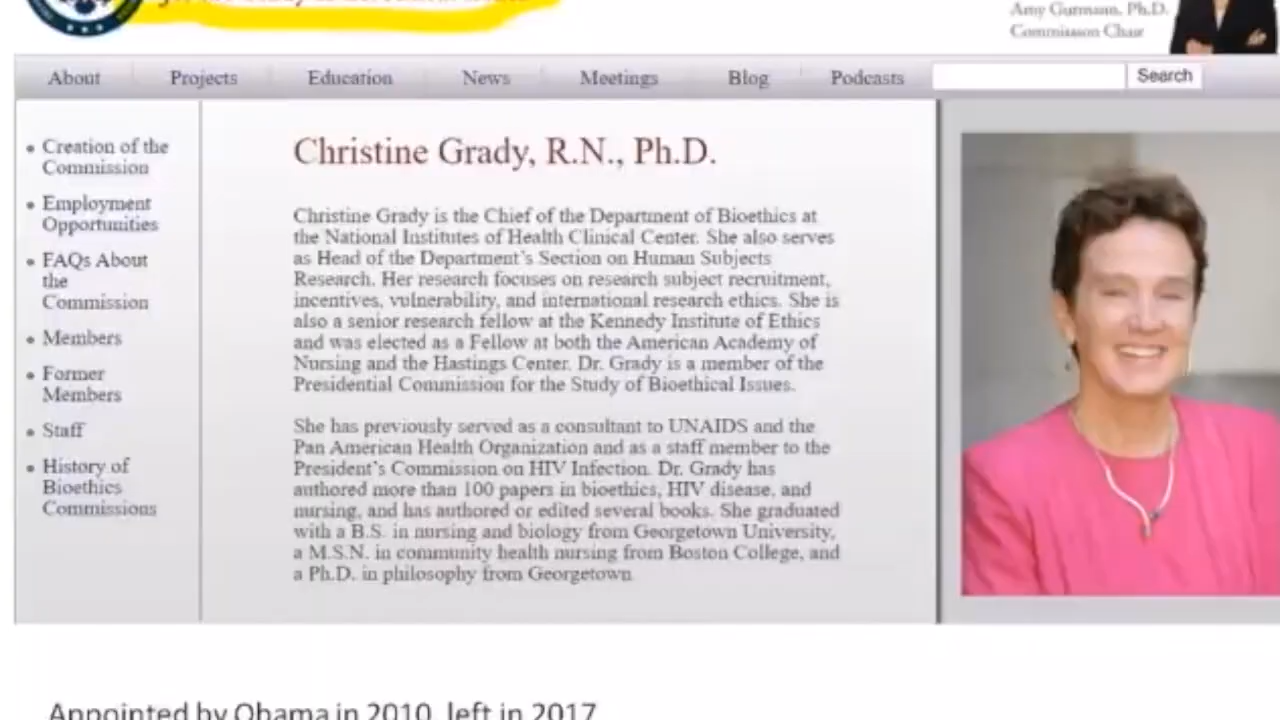 Amy Gutmann, Ph.D.
Commission Chair
About Projects Education News Meetings Blog Podcasts Search
Creation of the
Commission
Employment
Opportunities
FAQs About
the
Commission
Members
Former
Members
Staff
History of
Bioethics
Commissions
Christine Grady, R.N., Ph.D.
Christine Grady is the Chief of the Department of Bioethics at
the National Institutes of Health Clinical Center. She also serves
as Head of the Department's Section on Human Subjects
Research. Her research focuses on research subject recruitment,
incentives, vulnerability, and international research ethics. She is
also a senior research fellow at the Kennedy Institute of Ethics
and was elected as a Fellow at both the American Academy of
Nursing and the Hastings Center. Dr. Grady is a member of the
Presidential Commission for the Study of Bioethical Issues.
She has previously served as a consultant to UNAIDS and the
Pan American Health Organization and as a staff member to the
President's Commission on HIV Infection. Dr. Grady has
authored more than 100 papers in bioethics, HIV disease, and
nursing, and has authored or edited several books. She graduated
with a B.S. in nursing and biology from Georgetown University,
a M.S.N. in community health nursing from Boston College, and
a Ph.D. in philosophy from Georgetown
Appointed by Obama in 2010, left in 2017